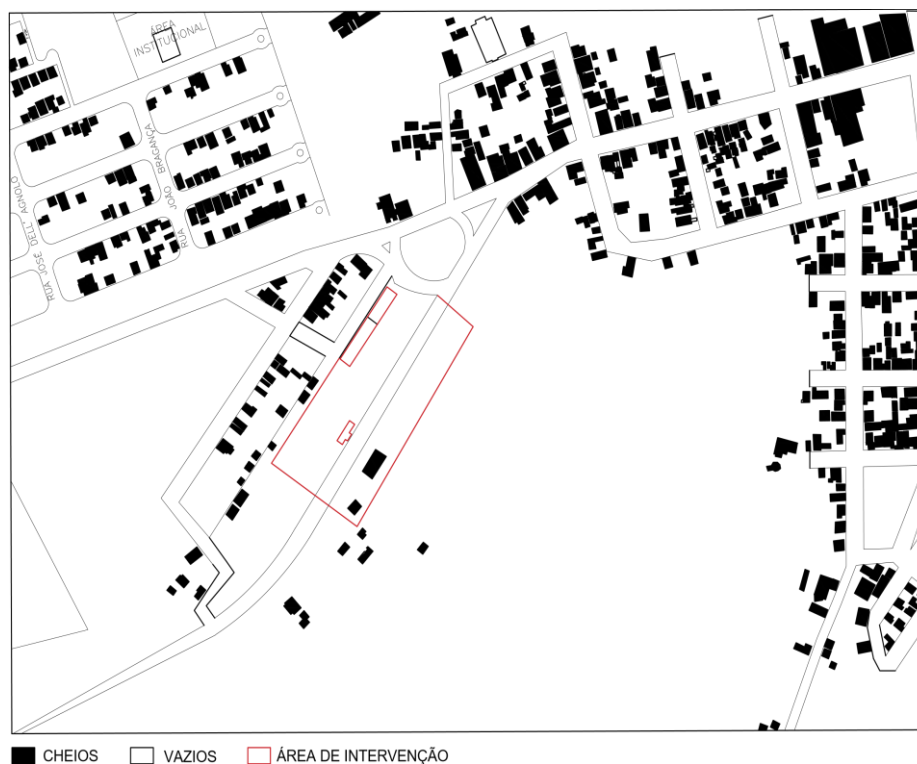 ÁREA
INSTITUCIONAL
RUA JOSÉ DELL' AGNOLO
RUA JOÃO BRAGANÇA
CHEIOS
VAZIOS
ÁREA DE INTERVENÇÃO